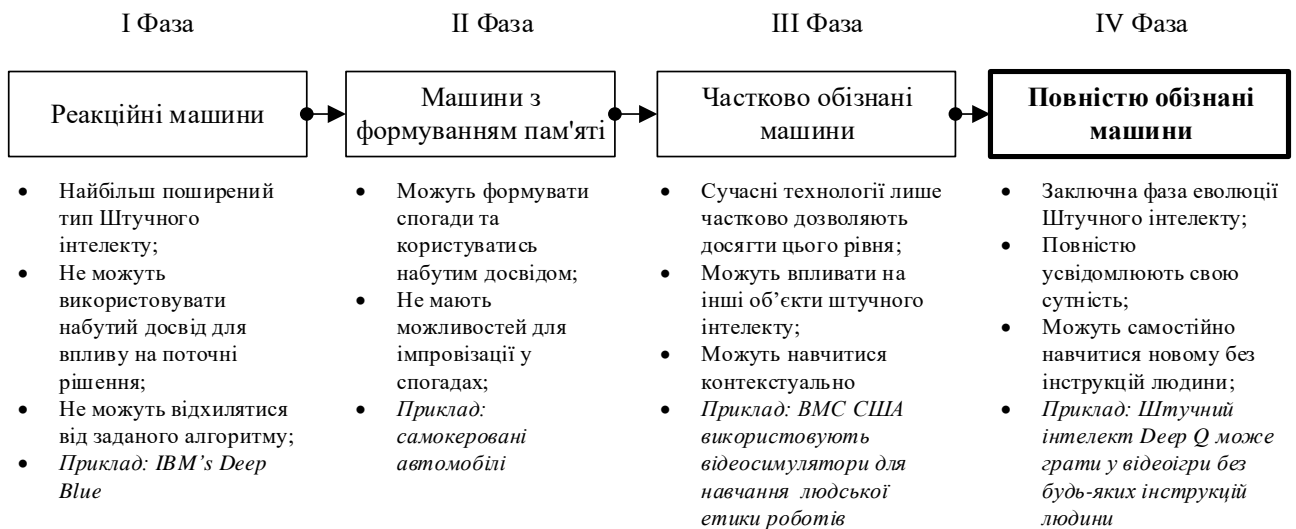 I Фаза
II Фаза
III Фаза
IV Фаза
Реакційні машини
Машини з
формуванням пам'яті
Частково обізнані
машини
Повністю обізнані
машини
• Найбільш поширений
тип Штучного
інтелекту;
• Не можуть
використовувати
набутий досвід для
впливу на поточні
рішення;
• Не можуть відхилятися
від заданого алгоритму;
• Приклад: IBM’s Deep
Blue
• Можуть формувати
спогади та
користуватись
набутим досвідом;
• Не мають
можливостей для
імпровізації у
спогадах;
• Приклад:
самокеровані
автомобілі
• Сучасні технології лише
частково дозволяють
досягти цього рівня;
• Можуть впливати на
інші об’єкти штучного
інтелекту;
• Можуть навчитися
контекстуально
• Приклад: ВМС США
використовують
відеосимулятори для
навчання людської
етики роботів
• Заключна фаза еволюції
Штучного інтелекту;
• Повністю
усвідомлюють свою
сутність;
• Можуть самостійно
навчитися новому без
інструкцій людини;
• Приклад: Штучний
інтелект Deep Q може
грати у відеоігри без
будь-яких інструкцій
людини